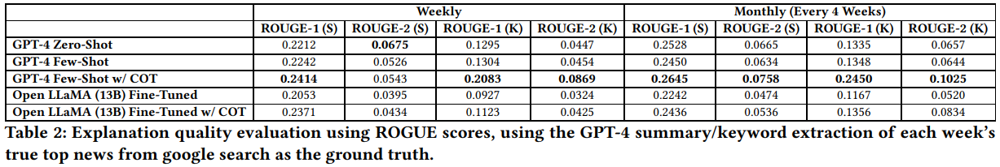 Weekly Monthly (Every 4 Weeks)
ROUGE-1 (S) ROUGE-2 (S) ROUGE-1 (K) ROUGE-2 (K) ROUGE-1 (S) ROUGE-2 (S) ROUGE-1 (K) ROUGE-2 (K)
GPT-4 Zero-Shot 0.2212 0.0675 0.1295 0.0447 0.2528 0.0665 0.1335 0.0657
GPT-4 Few-Shot 0.2242 0.0526 0.1304 0.0454 0.2450 0.0634 0.1348 0.0644
GPT-4 Few-Shot w/ COT 0.2414 0.0543 0.2083 0.0869 0.2645 0.0758 0.2450 0.1025
Open LLaMA (13B) Fine-Tuned 0.2053 0.0395 0.0927 0.0324 0.2242 0.0474 0.1167 0.0520
Open LLaMA (13B) Fine-Tuned w/ COT 0.2371 0.0434 0.1123 0.0425 0.2436 0.0536 0.1356 0.0834
Table 2: Explanation quality evaluation using ROGUE scores, using the GPT-4 summary/keyword extraction of each week's
true top news from google search as the ground truth.